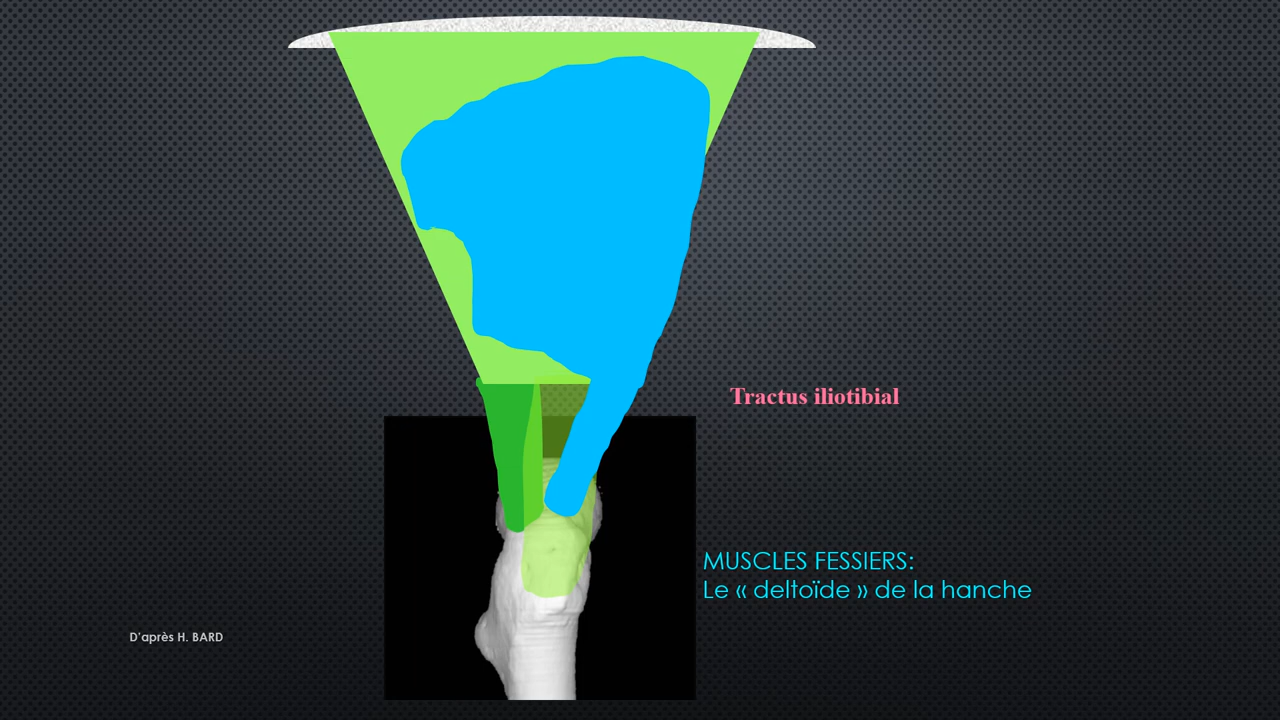 Tractus iliotibial
MUSCLES FESSIERS:
Le « deltoïde » de la hanche
D'après H. BARD